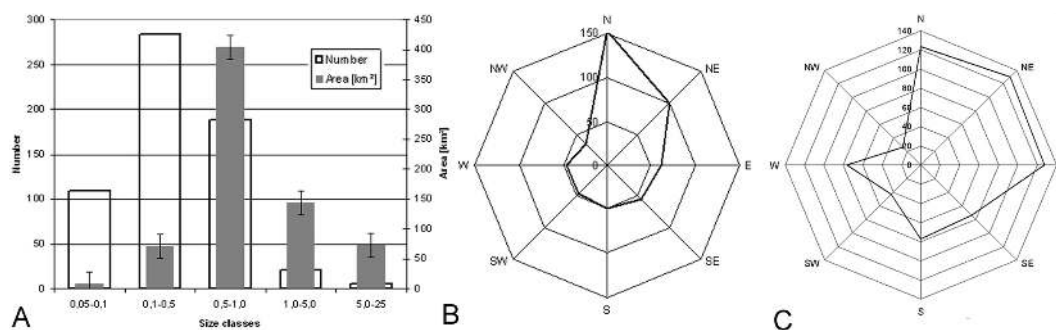 300
250
200
150
100
50
0
Number
450
400
350
300
250
200
150
100
50
0
Area [km²]
Number
Area [km²]
0,05-0,1 0,1-0,5 0,5-1,0 1,0-5,0 5,0-25
Size classes
A
N
150
100
50
0
NE
E
SE
S
SW
W
NW
B
N
140
120
100
80
60
40
20
0
NE
E
SE
S
SW
W
NW
C